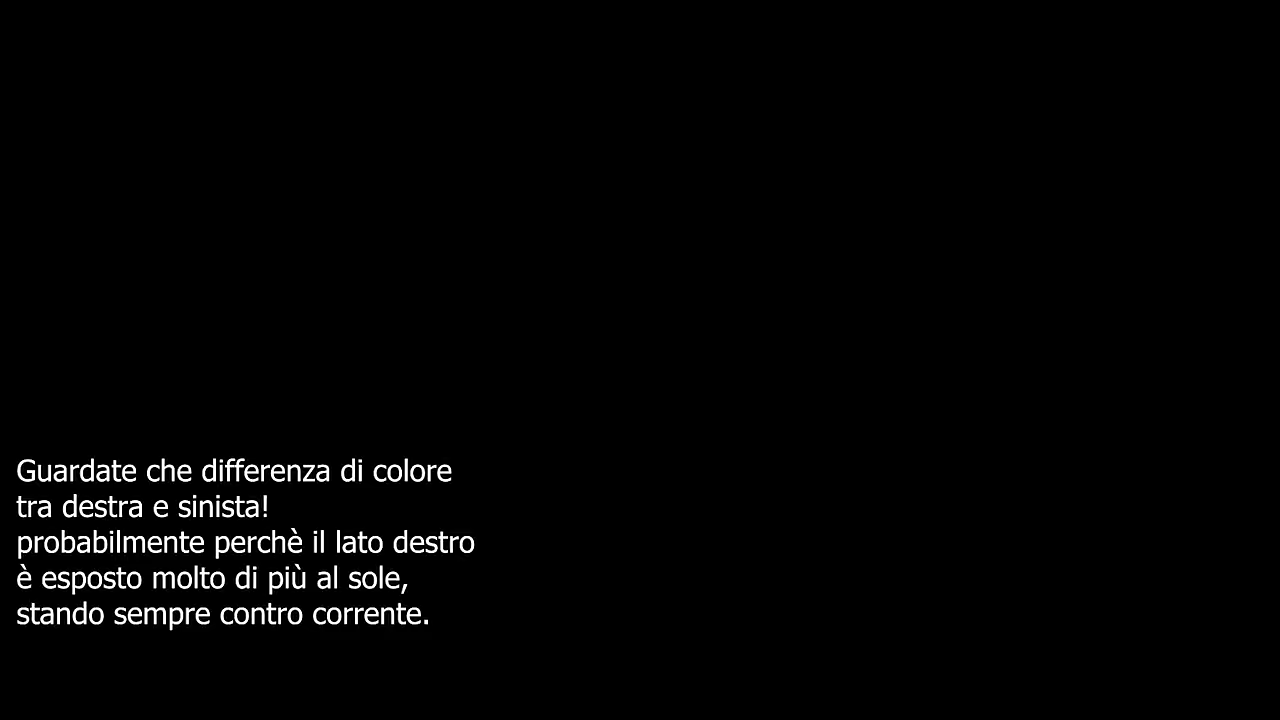 Guardate che differenza di colore
tra destra e sinista!
probabilmente perchè il lato destro
è esposto molto di più al sole,
stando sempre contro corrente.